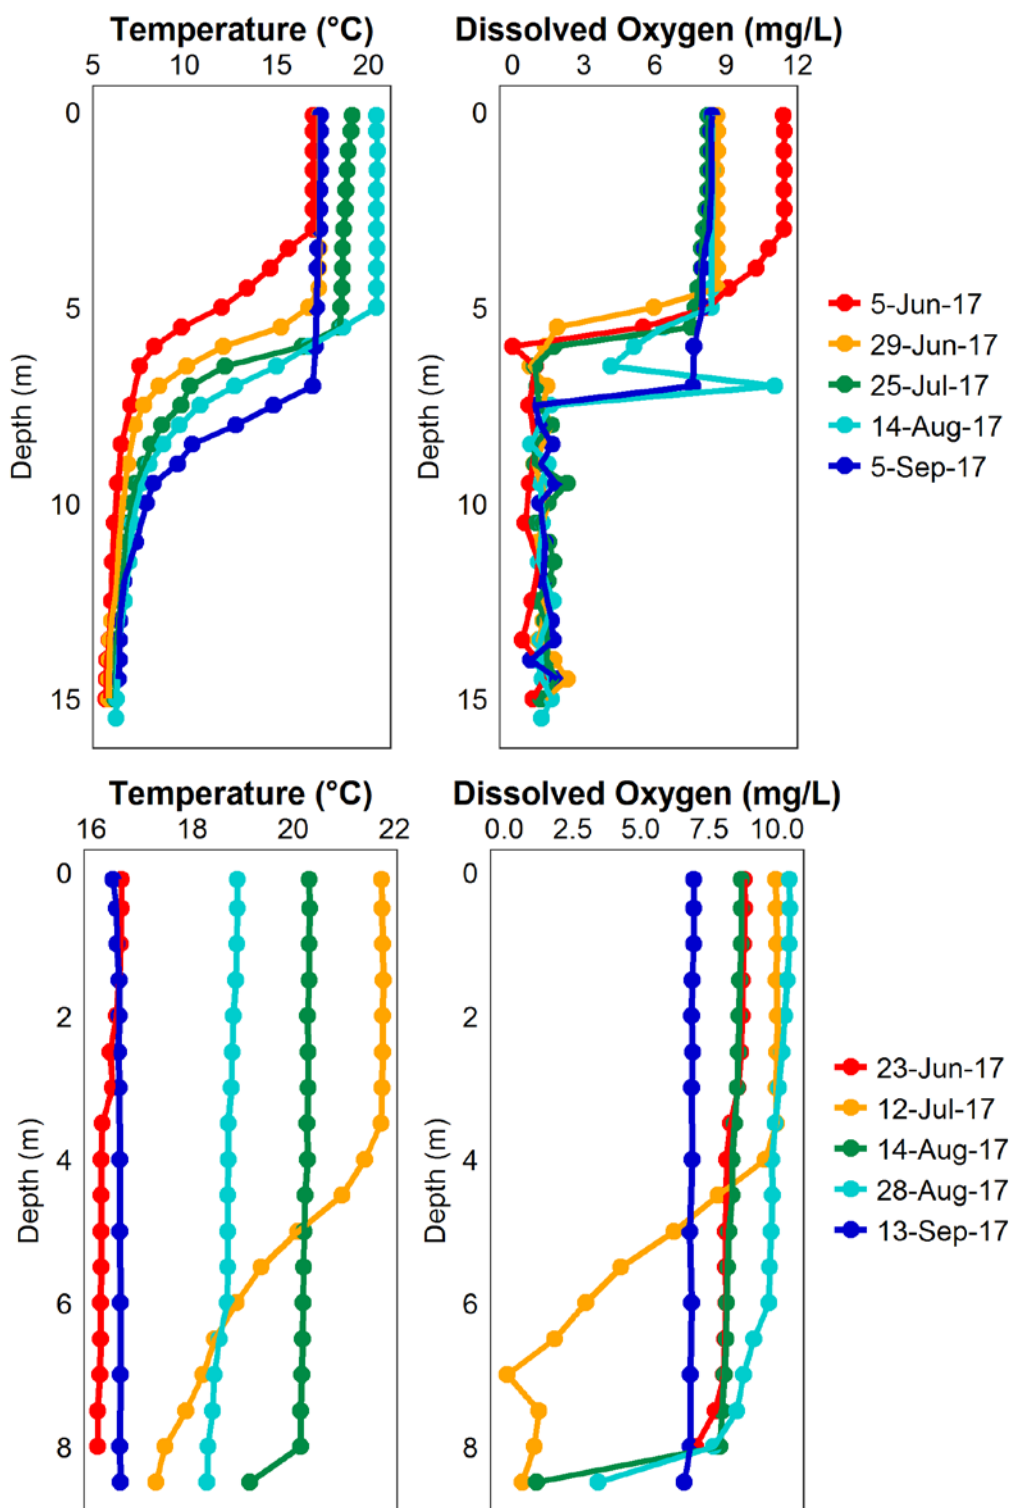 Temperature (°C) Dissolved Oxygen (mg/L)
5 10 15 20 0 3 6 9 12
0 0
5-Jun-17
5 5
29-Jun-17
25-Jul-17
Depth (m) Depth (m)
14-Aug-17
5-Sep-17
10 10
15 15
Temperature (°C) Dissolved Oxygen (mg/L)
16 18 20 22 0.0 2.5 5.0 7.5 10.0
0 0
2 2
23-Jun-17
12-Jul-17
4 4
14-Aug-17
Depth (m) Depth (m)
28-Aug-17
13-Sep-17
6 6
8 8